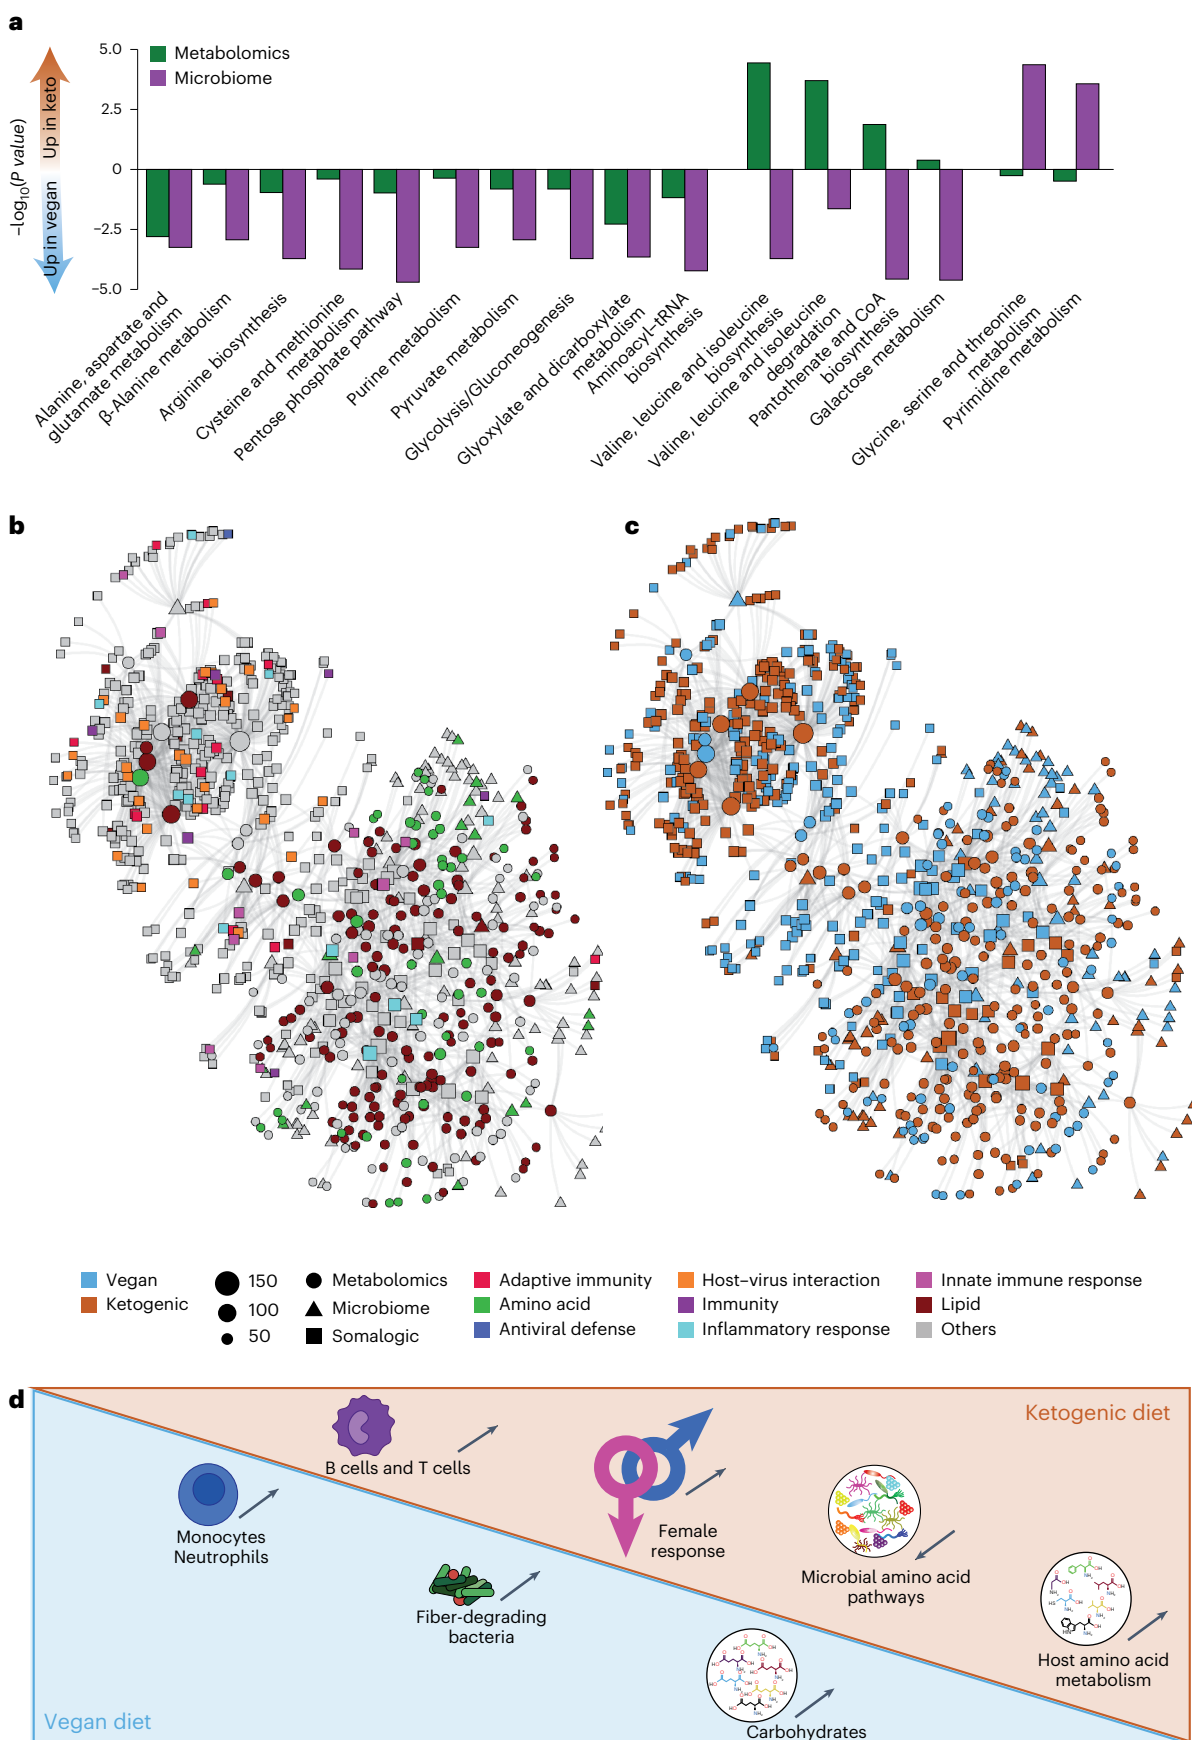 a
5.0
2.5
0
−2.5
−5.0
−log10(P value)
Up in keto
Up in vegan
Metabolomics
Microbiome
Alanine, aspartate and
glutamate metabolism
β-Alanine metabolism
Arginine biosynthesis
Cysteine and methionine
metabolism
Pentose phosphate pathway
Purine metabolism
Pyruvate metabolism
Glycolysis/Gluconeogenesis
Glyoxylate and dicarboxylate
metabolism
Aminoacyl–tRNA
biosynthesis
Valine, leucine and isoleucine
biosynthesis
Valine, leucine and isoleucine
degradation
Pantothenate and CoA
biosynthesis
Galactose metabolism
Glycine, serine and threonine
metabolism
Pyrimidine metabolism
b
c
Vegan
Ketogenic
150
100
50
Metabolomics
Microbiome
Somalogic
Adaptive immunity
Amino acid
Antiviral defense
Host–virus interaction
Immunity
Inflammatory response
Innate immune response
Lipid
Others
d
Ketogenic diet
B cells and T cells
Monocytes
Neutrophils
Female
response
Microbial amino acid
pathways
Fiber-degrading
bacteria
Host amino acid
metabolism
Carbohydrates
Vegan diet